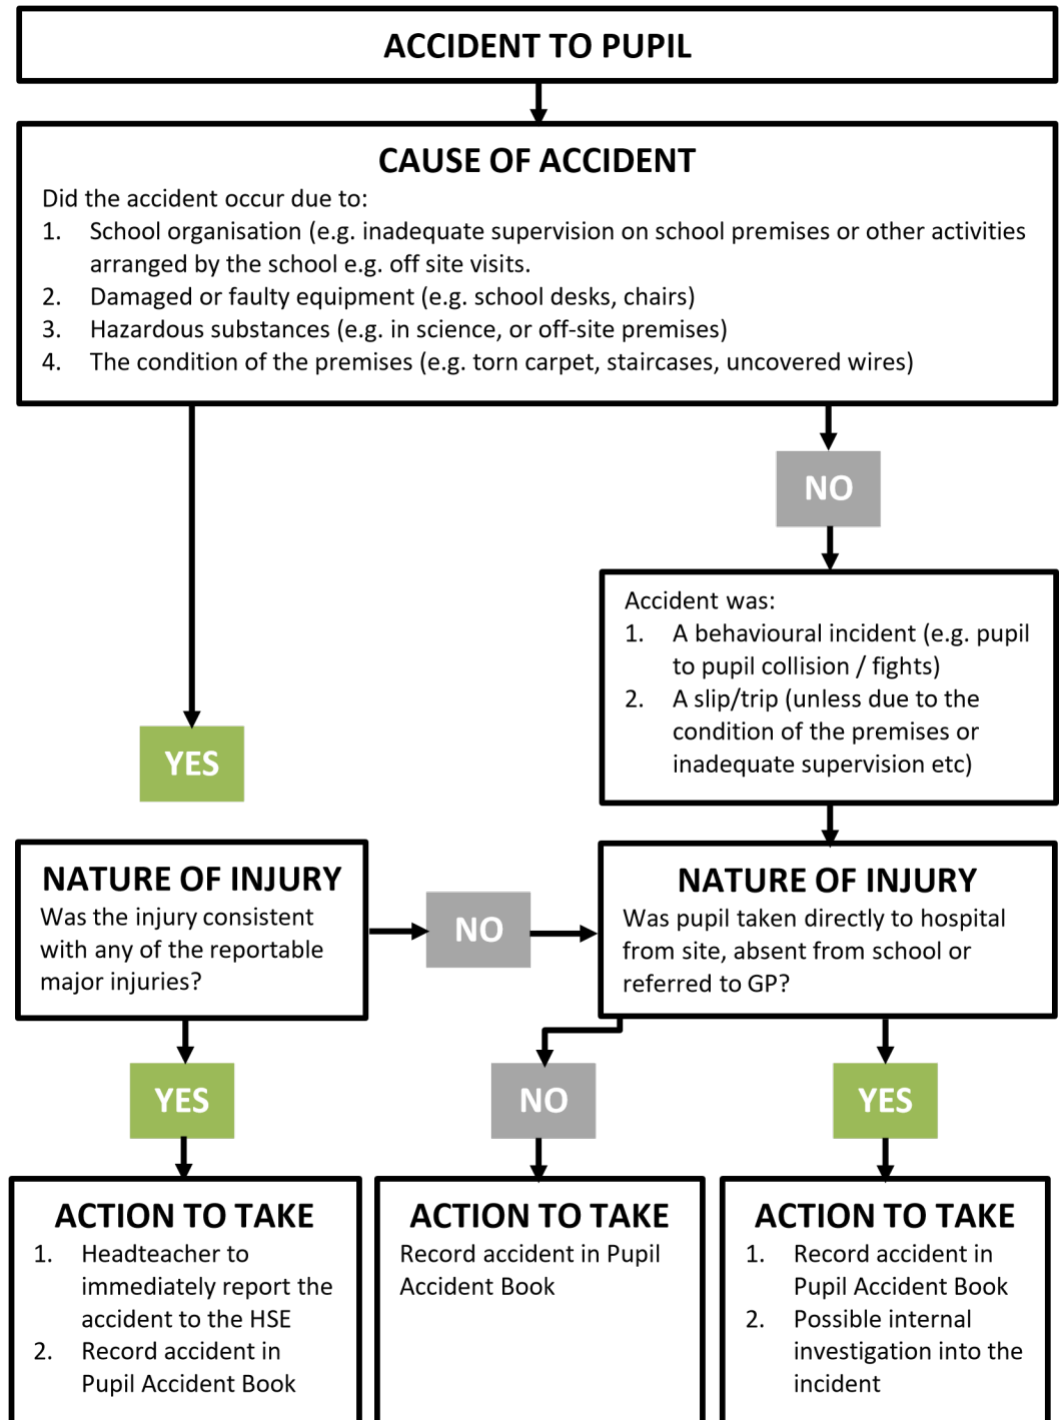 ACCIDENT TO PUPIL
CAUSE OF ACCIDENT
Did the accident occur due to:
1. School organisation (e.g. inadequate supervision on school premises or other activities
arranged by the school e.g. off site visits.
2. Damaged or faulty equipment (e.g. school desks, chairs)
3. Hazardous substances (e.g. in science, or off-site premises)
4. The condition of the premises (e.g. torn carpet, staircases, uncovered wires)
NO
Accident was:
1. A behavioural incident (e.g. pupil
to pupil collision / fights)
2. A slip/trip (unless due to the
condition of the premises or
inadequate supervision etc)
YES
NATURE OF INJURY
Was the injury consistent
with any of the reportable
major injuries?
NO
NATURE OF INJURY
Was pupil taken directly to hospital
from site, absent from school or
referred to GP?
YES
NO
YES
ACTION TO TAKE
1. Headteacher to
immediately report the
accident to the HSE
2. Record accident in
Pupil Accident Book
ACTION TO TAKE
Record accident in Pupil
Accident Book
ACTION TO TAKE
1. Record accident in
Pupil Accident Book
2. Possible internal
investigation into the
incident